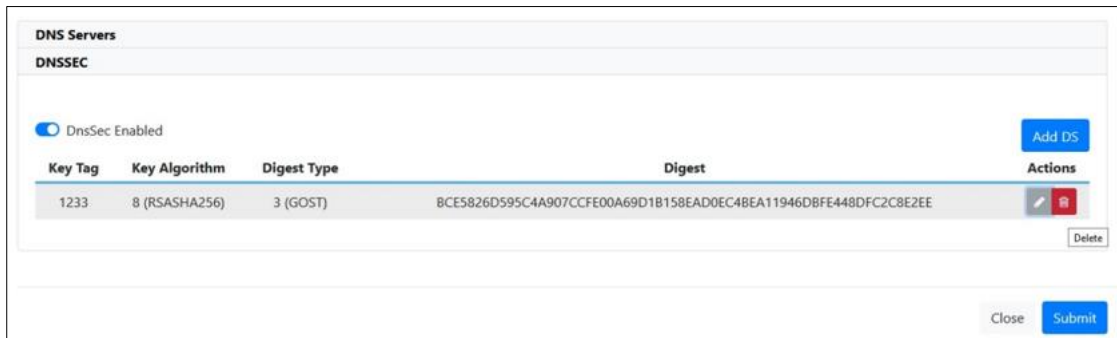 DNS Servers
DNSSEC
DnsSec Enabled
Add DS
Key Tag Key Algorithm Digest Type Digest Actions
1233 8 (RSASHA256) 3 (GOST) BCE5826D595C4A907CCFE00A69D1B158EAD0EC4BEA11946DBFE448DFC2C8E2EE
Delete
Close Submit